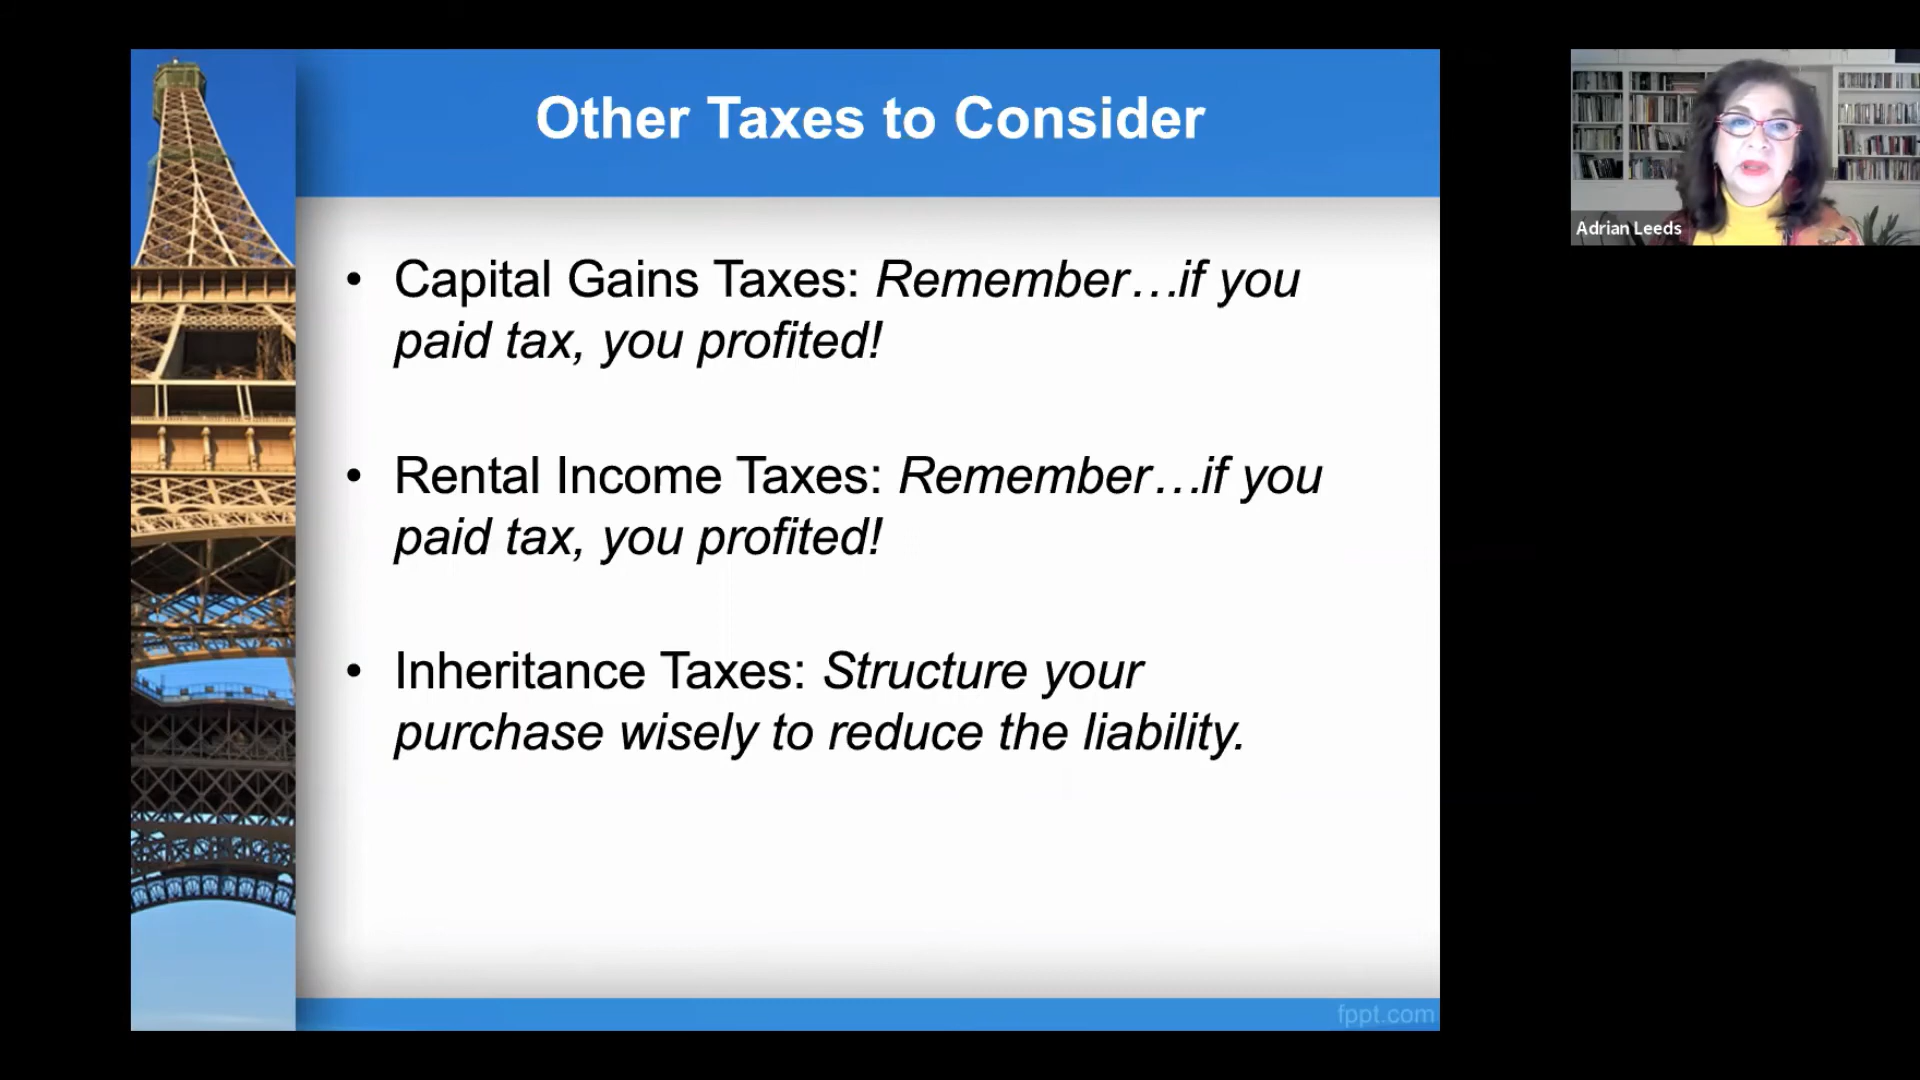 Other Taxes to Consider
Adrian Leeds
• Capital Gains Taxes: Remember…if you
paid tax, you profited!
• Rental Income Taxes: Remember…if you
paid tax, you profited!
• Inheritance Taxes: Structure your
purchase wisely to reduce the liability.
fppt.com